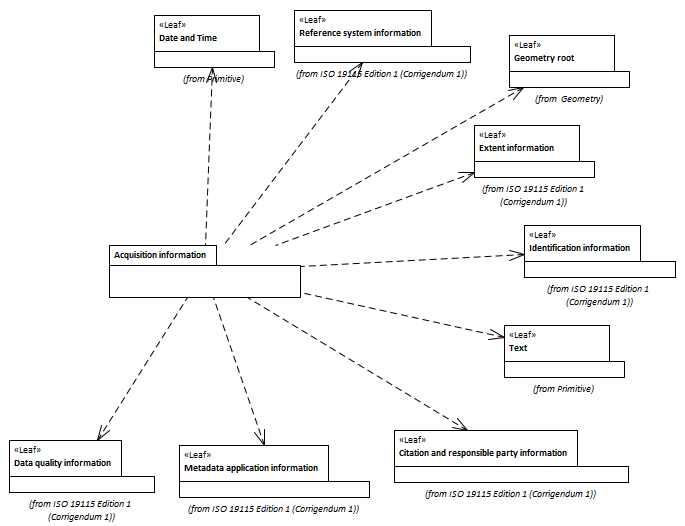 «Leaf»
Date and Time
(from Primitive)
«Leaf»
Reference system information
(from ISO 19115 Edition 1 (Corrigendum 1))
«Leaf»
Geometry root
(from Geometry)
«Leaf»
Extent information
(from ISO 19115 Edition 1
(Corrigendum 1))
Acquisition information
«Leaf»
Identification information
(from ISO 19115 Edition 1
(Corrigendum 1))
«Leaf»
Text
(from Primitive)
«Leaf»
Data quality information
(from ISO 19115 Edition 1
(Corrigendum 1))
«Leaf»
Metadata application information
(from ISO 19115 Edition 1 (Corrigendum 1))
«Leaf»
Citation and responsible party information
(from ISO 19115 Edition 1 (Corrigendum 1))